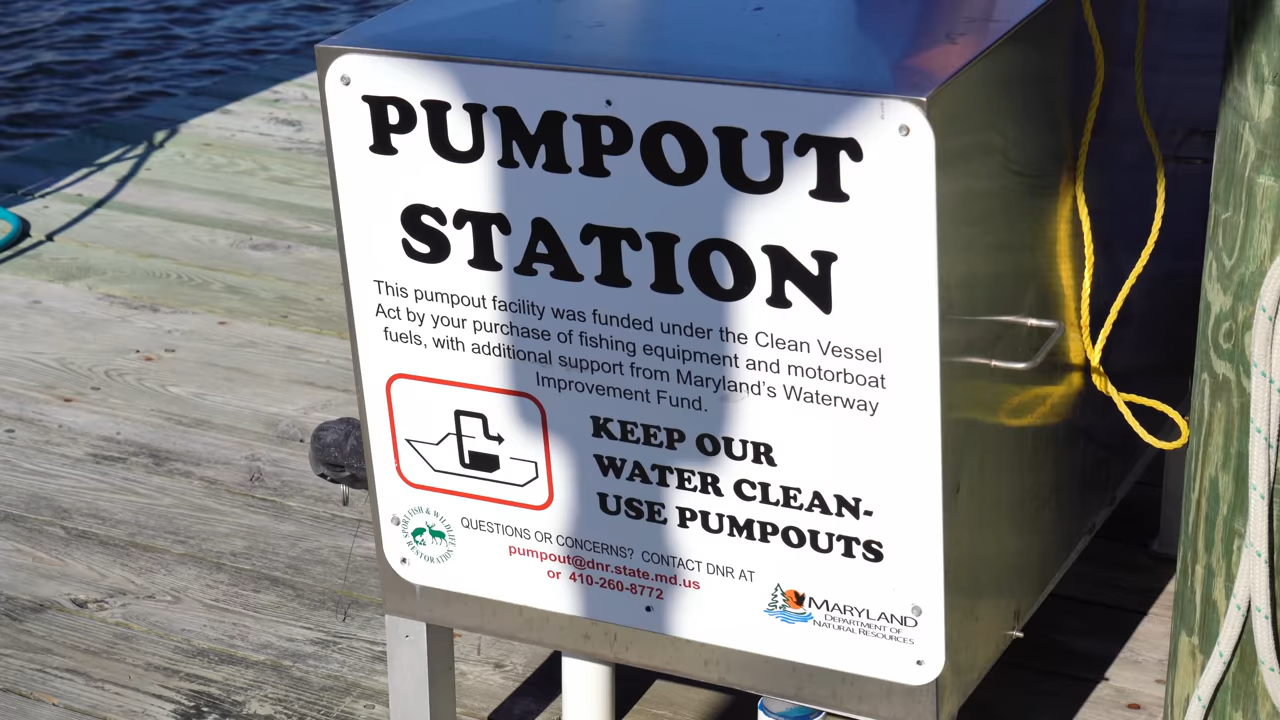 PUMPOUT
STATION
This pumpout facility was funded under the Clean Vessel
Act by your purchase of fishing equipment and motorboat
fuels, with additional support from Maryland's Waterway
Improvement Fund.
KEEP OUR
WATER CLEAN-
USE PUMPOUTS
SPORT FISH & WILDLIFE
RESTORATION
QUESTIONS OR CONCERNS? CONTACT DNR AT
pumpout@dnr.state.md.us
or 410-260-8772
MARYLAND
DEPARTMENT OF
NATURAL RESOURCES